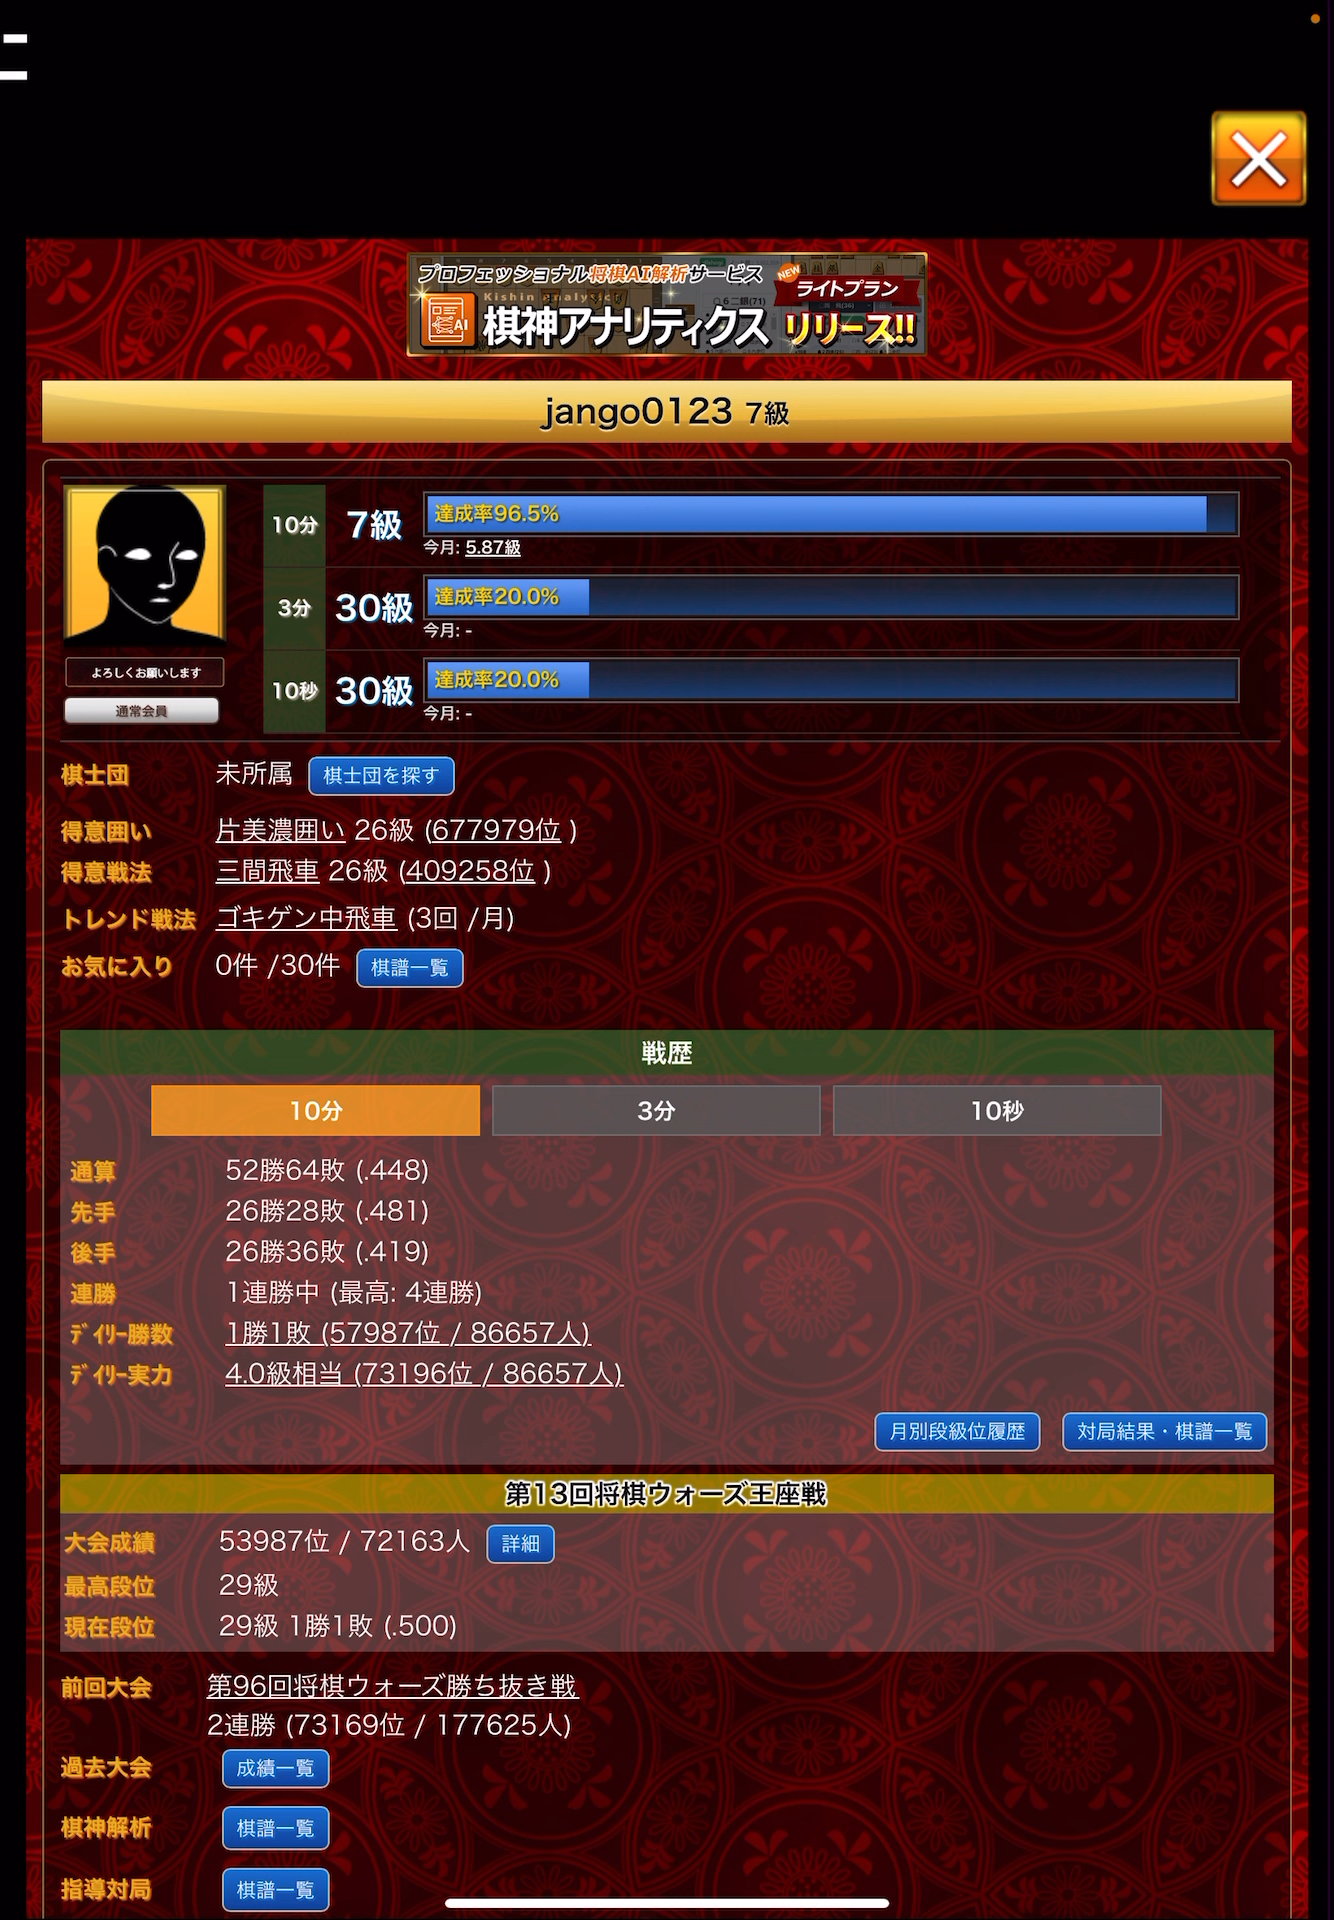 プロフェッショナル将棋AI解析サービス
NEW
ライトプラン
Kishin analytics
AI
棋神アナリティクス
リリース!!
jango0123 7級
10分 7級 達成率96.5%
今月: 5.87級
3分 30級 達成率20.0%
今月: -
10秒 30級 達成率20.0%
今月: -
よろしくお願いします
通常会員
棋士団 未所属 棋士団を探す
得意囲い 片美濃囲い 26級 (677979位 )
得意戦法 三間飛車 26級 (409258位 )
トレンド戦法 ゴキゲン中飛車 (3回 /月)
お気に入り 0件 /30件 棋譜一覧
戦歴
10分 3分 10秒
通算 52勝64敗 (.448)
先手 26勝28敗 (.481)
後手 26勝36敗 (.419)
連勝 1連勝中 (最高: 4連勝)
ﾃﾞｲﾘｰ勝数 1勝1敗 (57987位 / 86657人)
ﾃﾞｲﾘｰ実力 4.0級相当 (73196位 / 86657人)
月別段級位履歴 対局結果・棋譜一覧
第13回将棋ウォーズ王座戦
大会成績 53987位 / 72163人 詳細
最高段位 29級
現在段位 29級 1勝1敗 (.500)
前回大会 第96回将棋ウォーズ勝ち抜き戦
2連勝 (73169位 / 177625人)
過去大会 成績一覧
棋神解析 棋譜一覧
指導対局 棋譜一覧